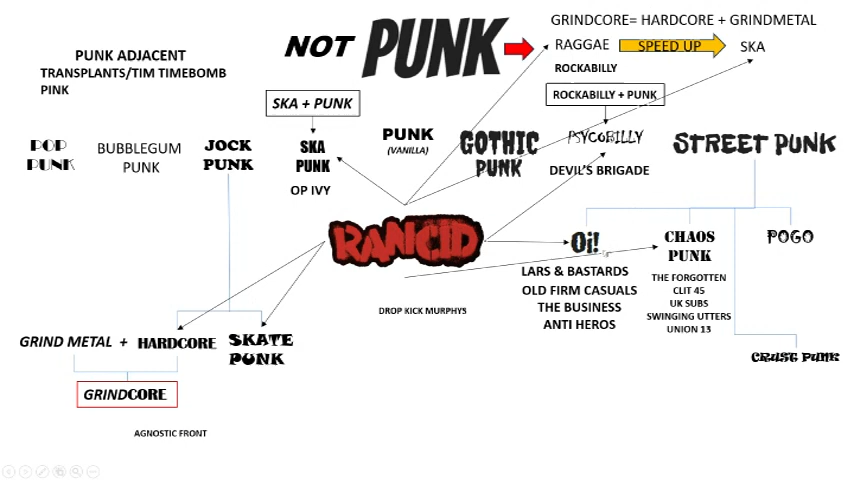 GRINDCORE= HARDCORE + GRINDMETAL
NOT PUNK
RAGGAE
SPEED UP
SKA
ROCKABILLY
PUNK ADJACENT
TRANSPLANTS/TIM TIMEBOMB
PINK
SKA + PUNK
ROCKABILLY + PUNK
POP
PUNK
BUBBLEGUM
PUNK
JOCK
PUNK
SKA
PUNK
OP IVY
PUNK
(VANILLA)
GOTHIC
PUNK
PSYCOBILLY
DEVIL'S BRIGADE
STREET PUNK
RANCID
Oi!
LARS & BASTARDS
OLD FIRM CASUALS
THE BUSINESS
ANTI HEROS
CHAOS
PUNK
THE FORGOTTEN
CLIT 45
UK SUBS
SWINGING UTTERS
UNION 13
POGO
CRUST PUNK
DROP KICK MURPHYS
GRIND METAL + HARDCORE
SKATE
PUNK
GRINDCORE
AGNOSTIC FRONT